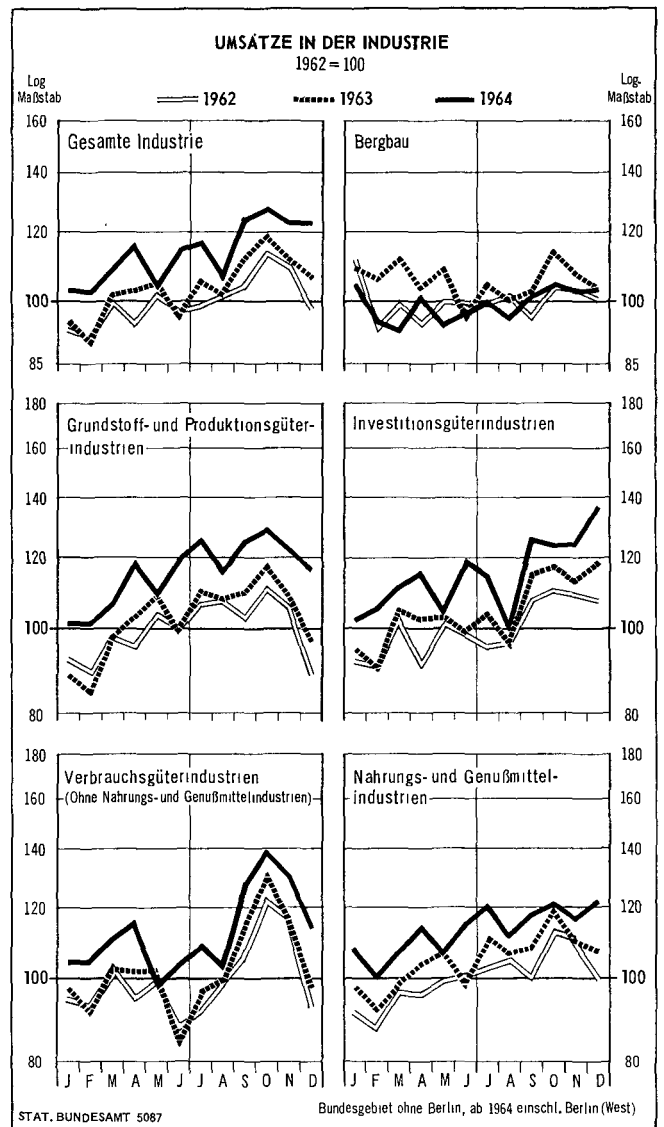 UMSÄTZE IN DER INDUSTRIE
1962 = 100
Log
Maßstab
1962 1963 1964
Log-
Maßstab
160 Gesamte Industrie Bergbau 160
140 140
120 120
100 100
85 85
J F M A M J J A S O N D J F M A M J J A S O N D
180 Grundstoff- und Produktionsgüter- Investitionsgüterindustrien 180
160 -industrien 160
140 140
120 120
100 100
80 80
180 Verbrauchsgüterindustrien Nahrungs- und Genußmittel- 180
160 (Ohne Nahrungs- und Genußmittelindustrien) industrien 160
140 140
120 120
100 100
80 80
J F M A M J J A S O N D J F M A M J J A S O N D
STAT. BUNDESAMT 5087 Bundesgebiet ohne Berlin, ab 1964 einschl. Berlin (West)